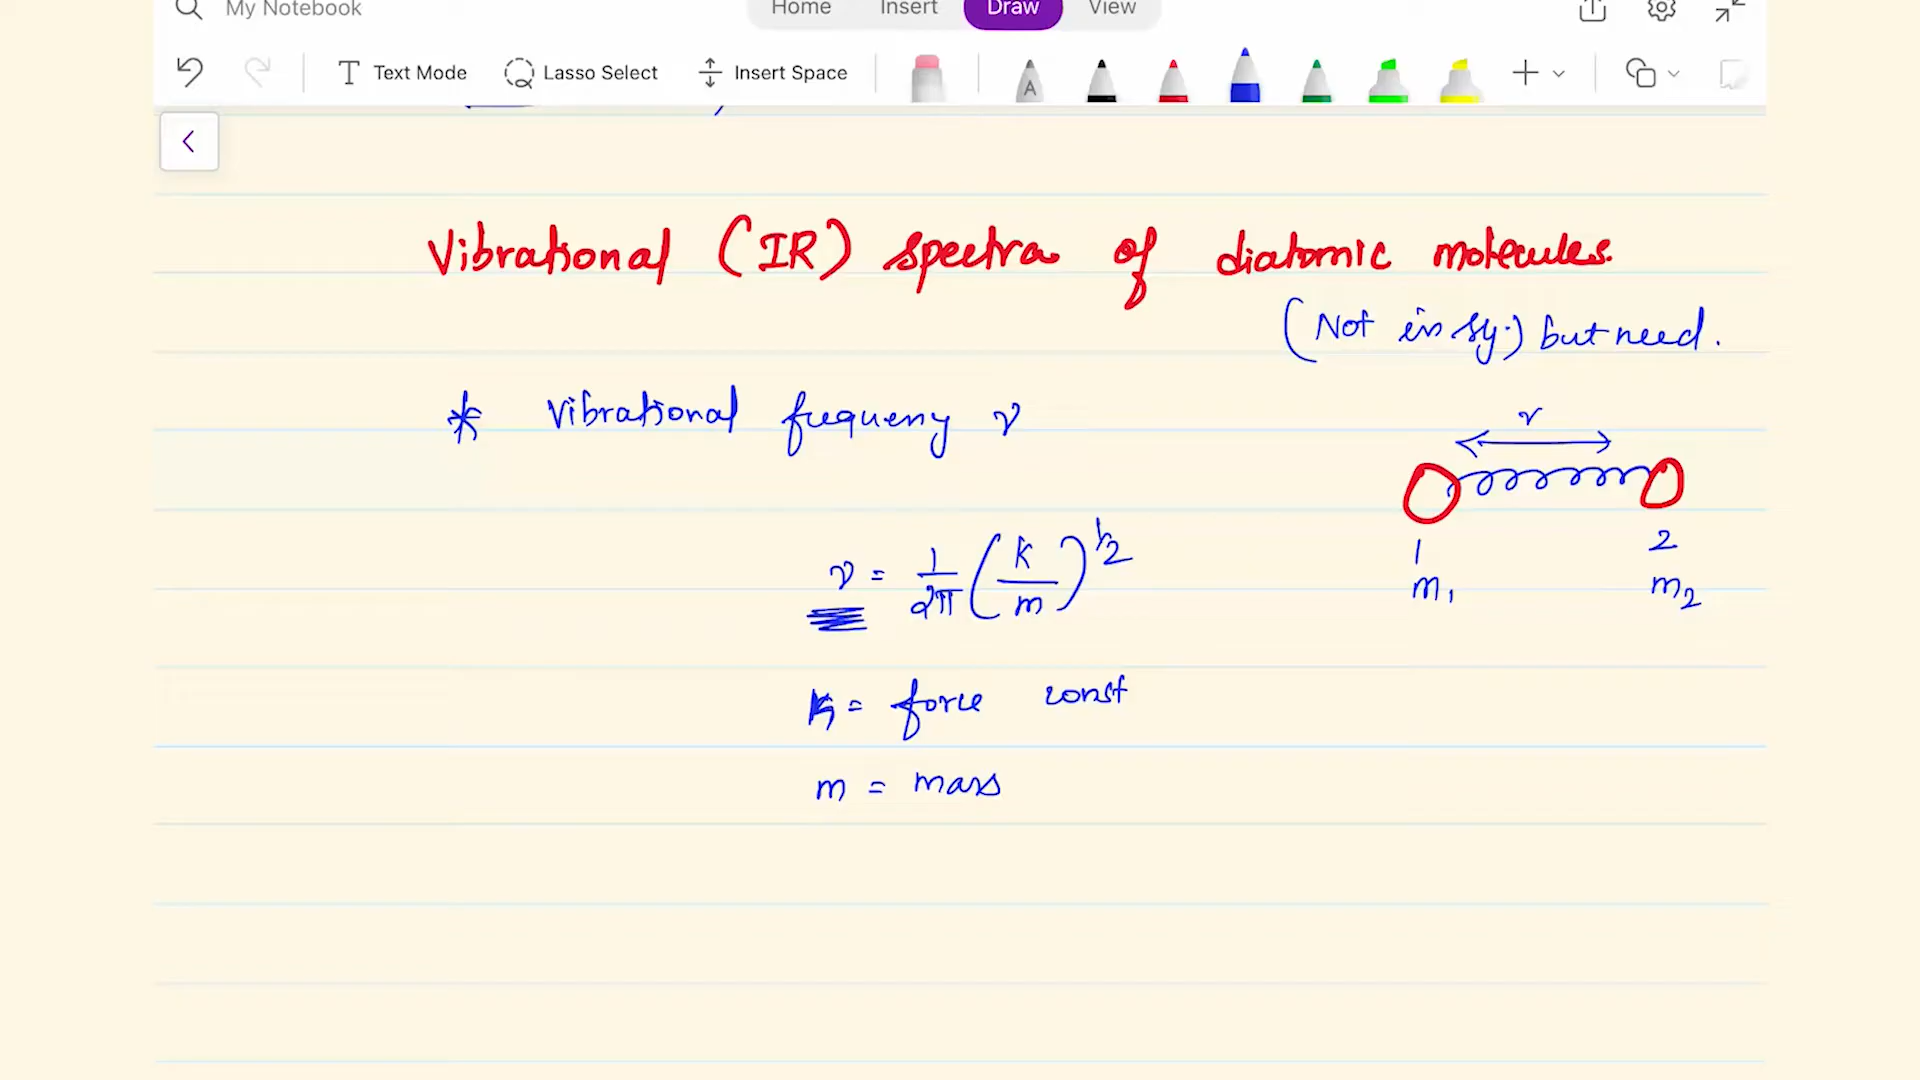 My Notebook
Home Insert Draw View
Text Mode Lasso Select Insert Space A
Vibrational (IR) spectra of diatomic molecules.
(Not in sy.) but need.
* Vibrational frequeny ν
r
ν = 1/2π (k/m)^1/2
1 2
m₁ m₂
k = force const
m = mass